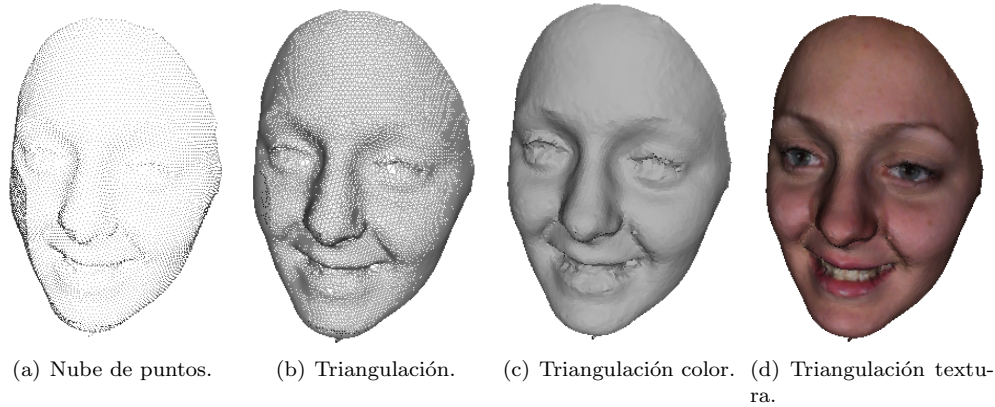 (a) Nube de puntos.
(b) Triangulación.
(c) Triangulación color.
(d) Triangulación textu-
ra.